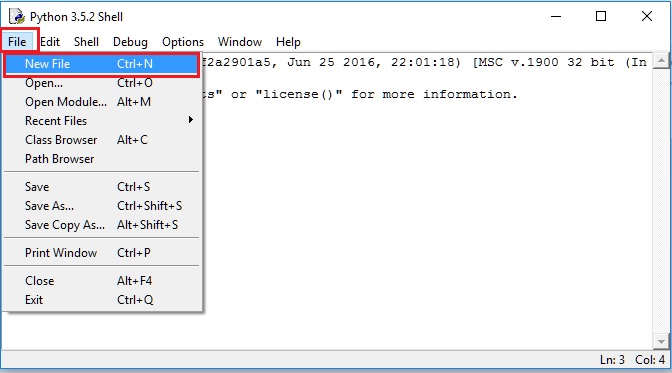 Python 3.5.2 Shell
File Edit Shell Debug Options Window Help
New File Ctrl+N
f2a2901a5, Jun 25 2016, 22:01:18) [MSC v.1900 32 bit (In
Open... Ctrl+O
ts" or "license()" for more information.
Open Module... Alt+M
Recent Files
Class Browser Alt+C
Path Browser
Save Ctrl+S
Save As... Ctrl+Shift+S
Save Copy As... Alt+Shift+S
Print Window Ctrl+P
Close Alt+F4
Exit Ctrl+Q
Ln: 3 Col: 4